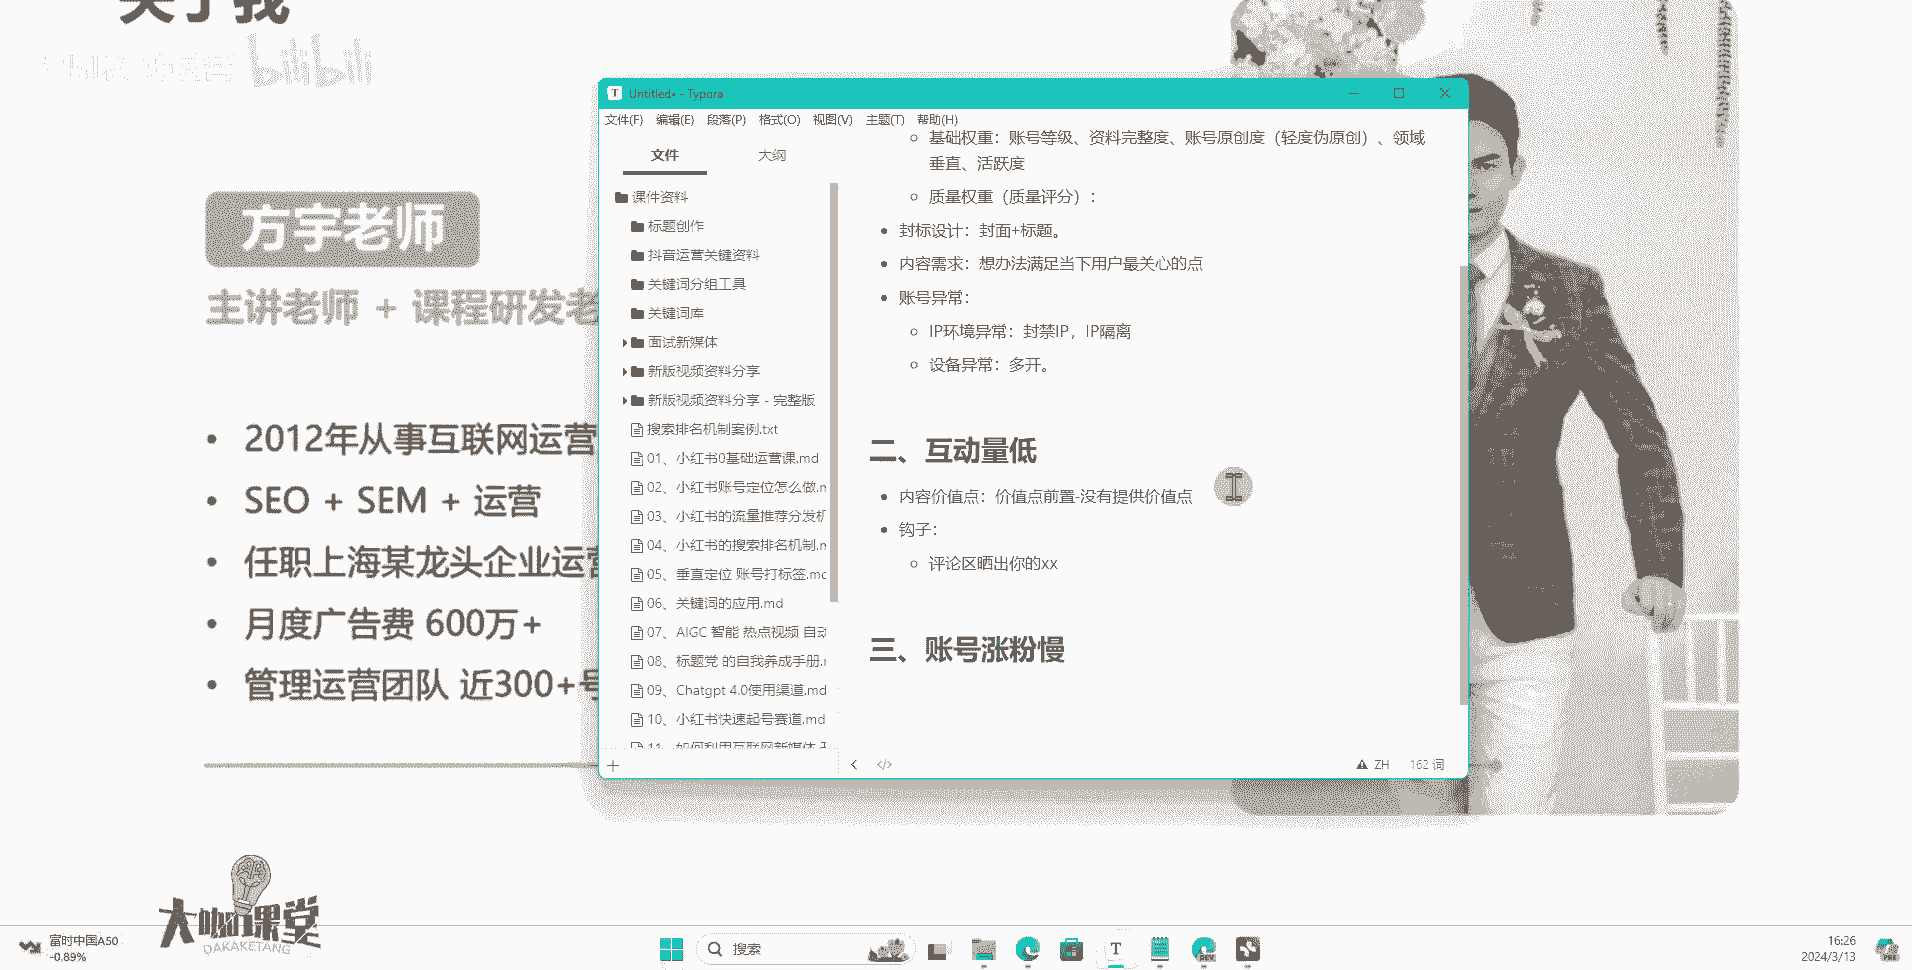 关于我
bilibili
方宇老师
主讲老师 + 课程研发老
2012年从事互联网运营
SEO + SEM + 运营
任职上海某龙头企业运营
月度广告费 600万+
管理运营团队 近300+号
Untitled• - Typora
文件(F) 编辑(E) 段落(P) 格式(O) 视图(V) 主题(T) 帮助(H)
文件 大纲
课件资料
标题创作
抖音运营关键资料
关键词分组工具
关键词库
面试新媒体
新版视频资料分享
新版视频资料分享 - 完整版
搜索排名机制案例.txt
01、小红书0基础运营课.md
02、小红书账号定位怎么做.m
03、小红书的流量推荐分发机
04、小红书的搜索排名机制.m
05、垂直定位 账号打标签.md
06、关键词的应用.md
07、AIGC 智能 热点视频 自动
08、标题党 的自我养成手册.m
09、Chatgpt 4.0使用渠道.md
10、小红书快速起号赛道.md
11、如何利用互联网新媒体
基础权重：账号等级、资料完整度、账号原创度（轻度伪原创）、领域
垂直、活跃度
质量权重（质量评分）：
封标设计：封面+标题。
内容需求：想办法满足当下用户最关心的点
账号异常：
IP环境异常：封禁IP，IP隔离
设备异常：多开。
二、互动量低
内容价值点：价值点前置-没有提供价值点
钩子：
评论区晒出你的xx
三、账号涨粉慢
ZH 162 词
大咖课堂
DAKAKETANG
富时中国A50
-0.89%
搜索
16:26
2024/3/13